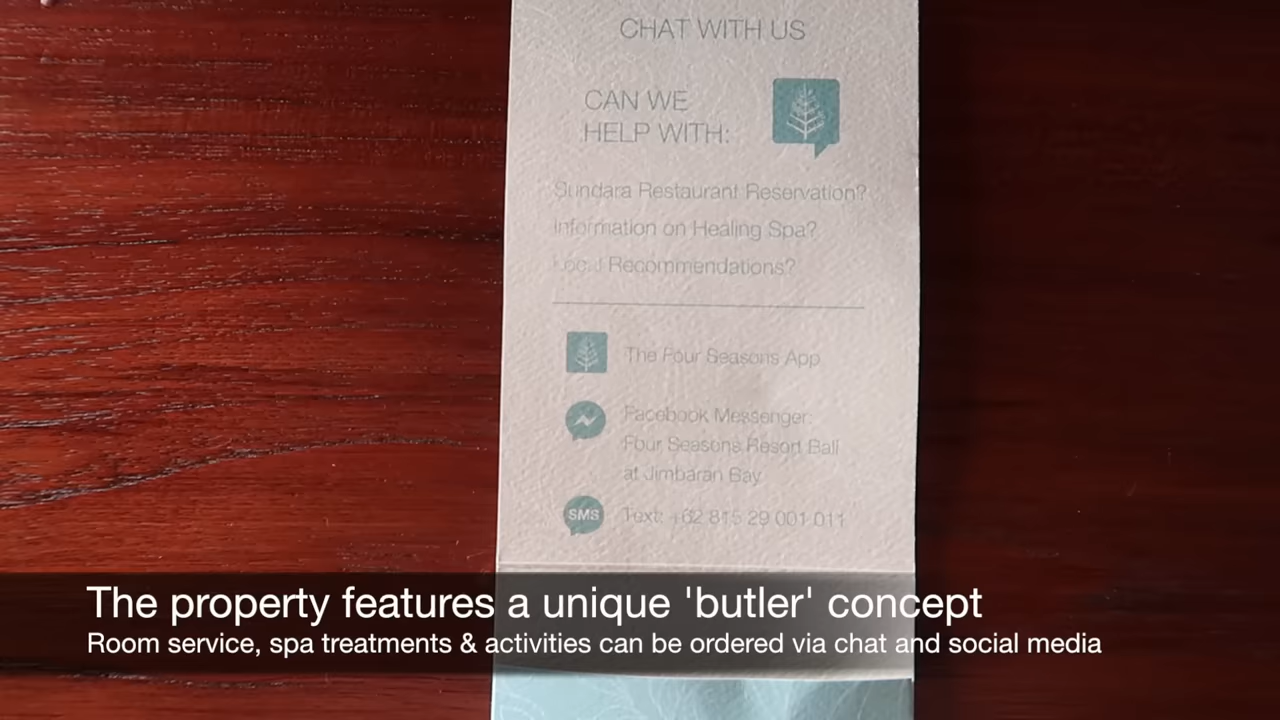 CHAT WITH US
CAN WE
HELP WITH:
Sundara Restaurant Reservation?
Information on Healing Spa?
Local Recommendations?
The Four Seasons App
Facebook Messenger:
Four Seasons Resort Bali
at Jimbaran Bay
SMS
Text: +62 815 29 001 011
The property features a unique 'butler' concept
Room service, spa treatments & activities can be ordered via chat and social media